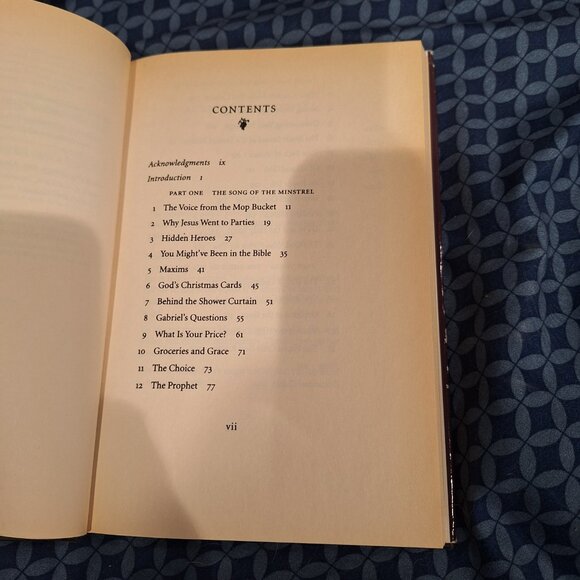 CONTENTS
Acknowledgments ix
Introduction 1
PART ONE THE SONG OF THE MINSTREL
1 The Voice from the Mop Bucket 11
2 Why Jesus Went to Parties 19
3 Hidden Heroes 27
4 You Might've Been in the Bible 35
5 Maxims 41
6 God's Christmas Cards 45
7 Behind the Shower Curtain 51
8 Gabriel's Questions 55
9 What Is Your Price? 61
10 Groceries and Grace 71
11 The Choice 73
12 The Prophet 77
vii